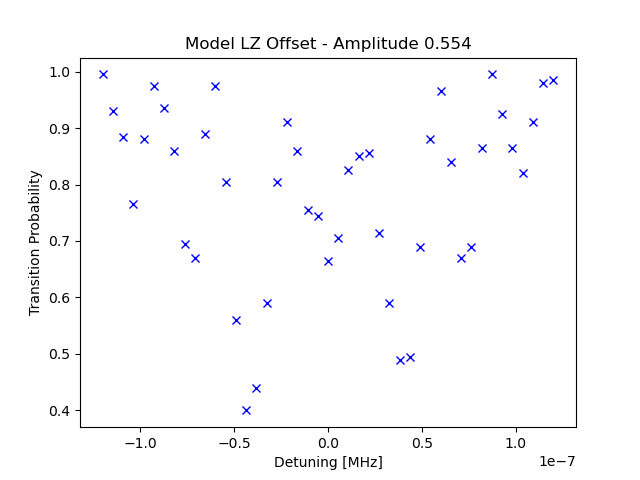 Model LZ Offset - Amplitude 0.554
1.0
0.9
0.8
0.7
0.6
0.5
0.4
Transition Probability
−1.0 −0.5 0.0 0.5 1.0
1e−7
Detuning [MHz]